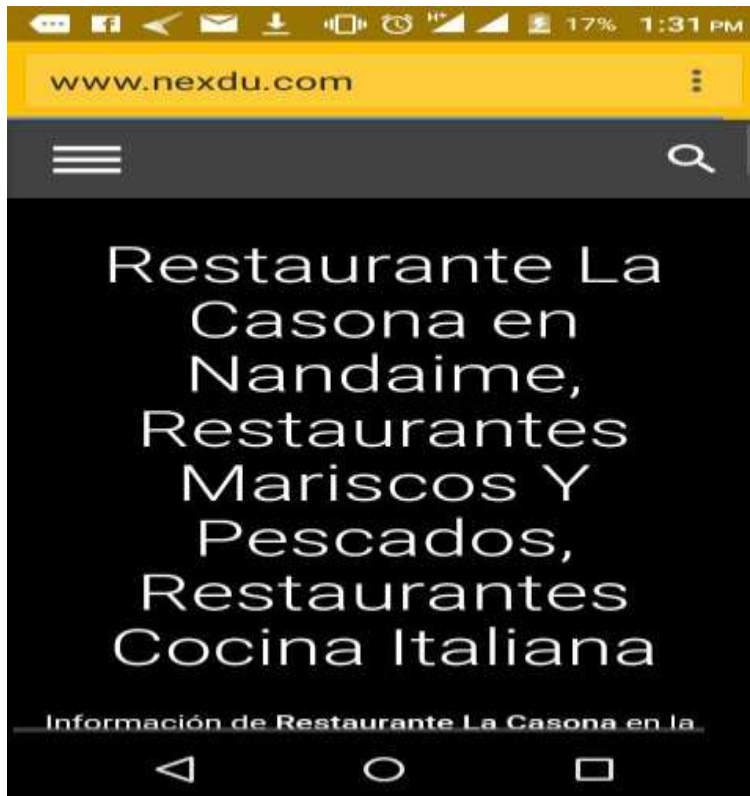 H+ 17% 1:31 PM
www.nexdu.com
Restaurante La
Casona en
Nandaime,
Restaurantes
Mariscos Y
Pescados,
Restaurantes
Cocina Italiana
Información de Restaurante La Casona en la